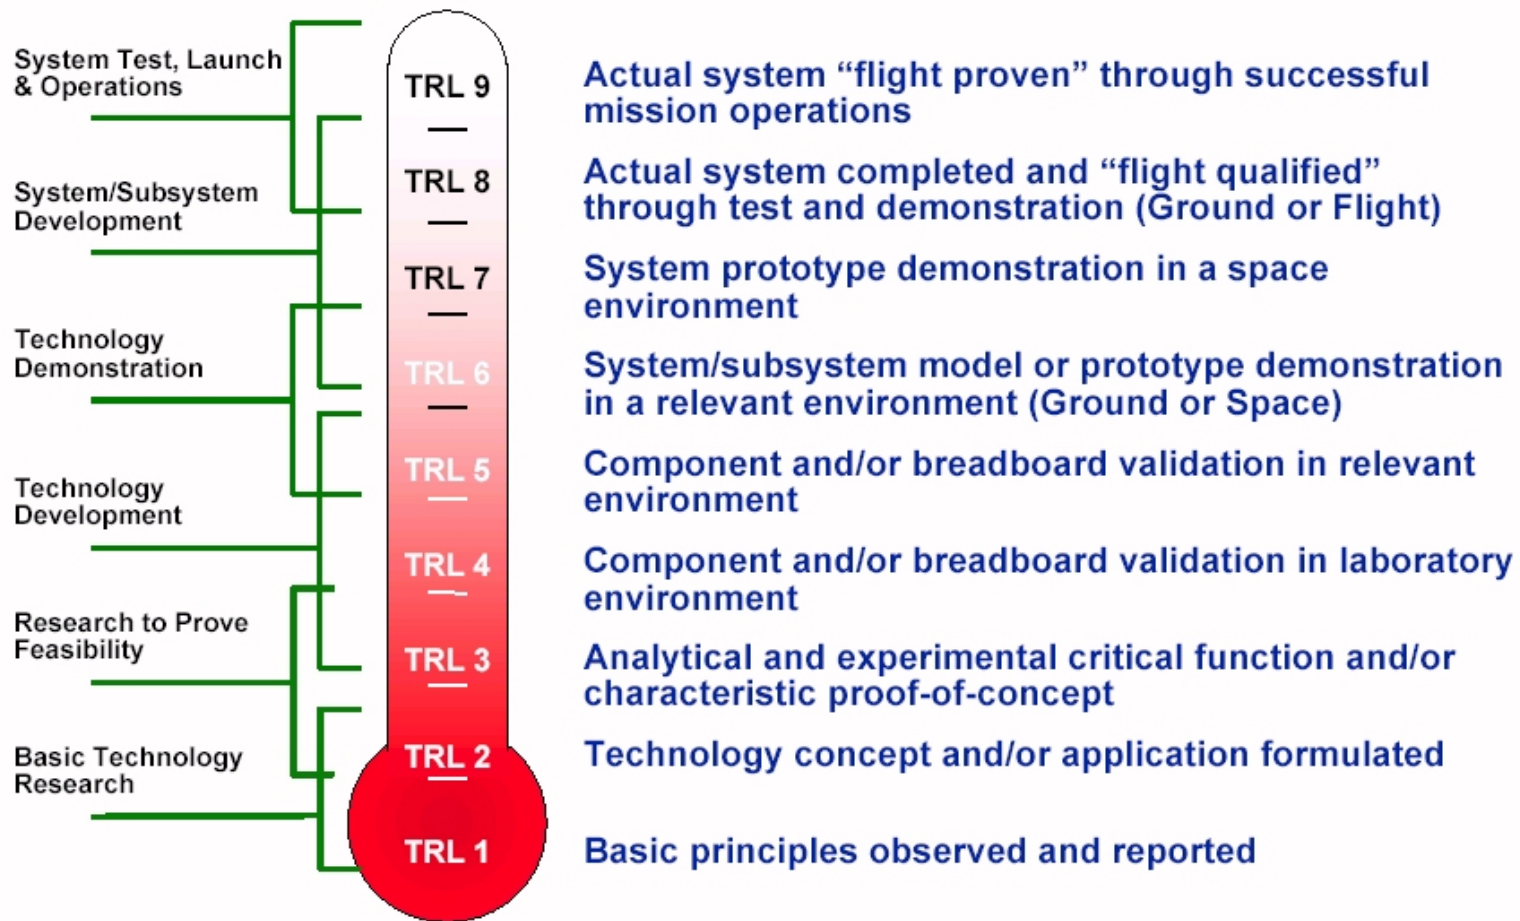 System Test, Launch
& Operations
System/Subsystem
Development
Technology
Demonstration
Technology
Development
Research to Prove
Feasibility
Basic Technology
Research
TRL 9
TRL 8
TRL 7
TRL 6
TRL 5
TRL 4
TRL 3
TRL 2
TRL 1
Actual system “flight proven” through successful
mission operations
Actual system completed and “flight qualified”
through test and demonstration (Ground or Flight)
System prototype demonstration in a space
environment
System/subsystem model or prototype demonstration
in a relevant environment (Ground or Space)
Component and/or breadboard validation in relevant
environment
Component and/or breadboard validation in laboratory
environment
Analytical and experimental critical function and/or
characteristic proof-of-concept
Technology concept and/or application formulated
Basic principles observed and reported